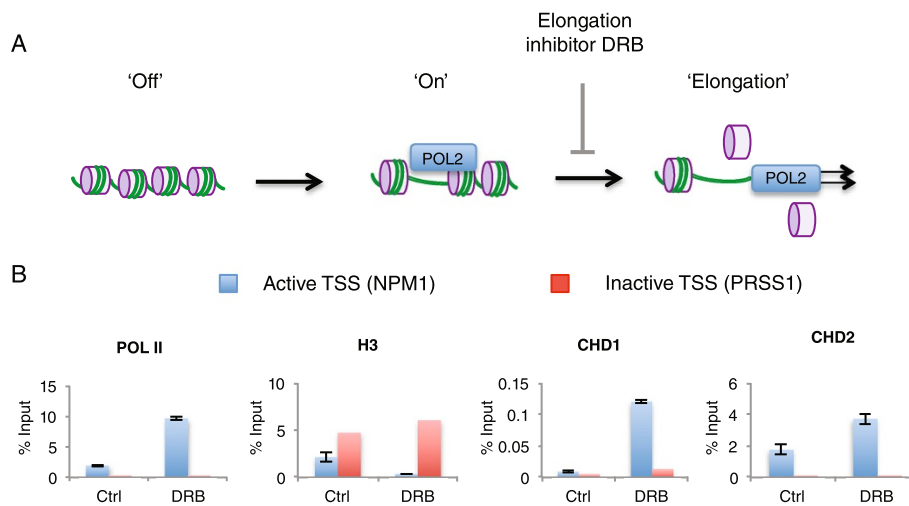 A
Elongation
inhibitor DRB
‘Off’
‘On’
‘Elongation’
POL2
POL2
B
Active TSS (NPM1)
Inactive TSS (PRSS1)
POL II
% Input
15
10
5
0
Ctrl
DRB
H3
% Input
10
5
0
Ctrl
DRB
CHD1
% Input
0.15
0.1
0.05
0
Ctrl
DRB
CHD2
% Input
6
4
2
0
Ctrl
DRB